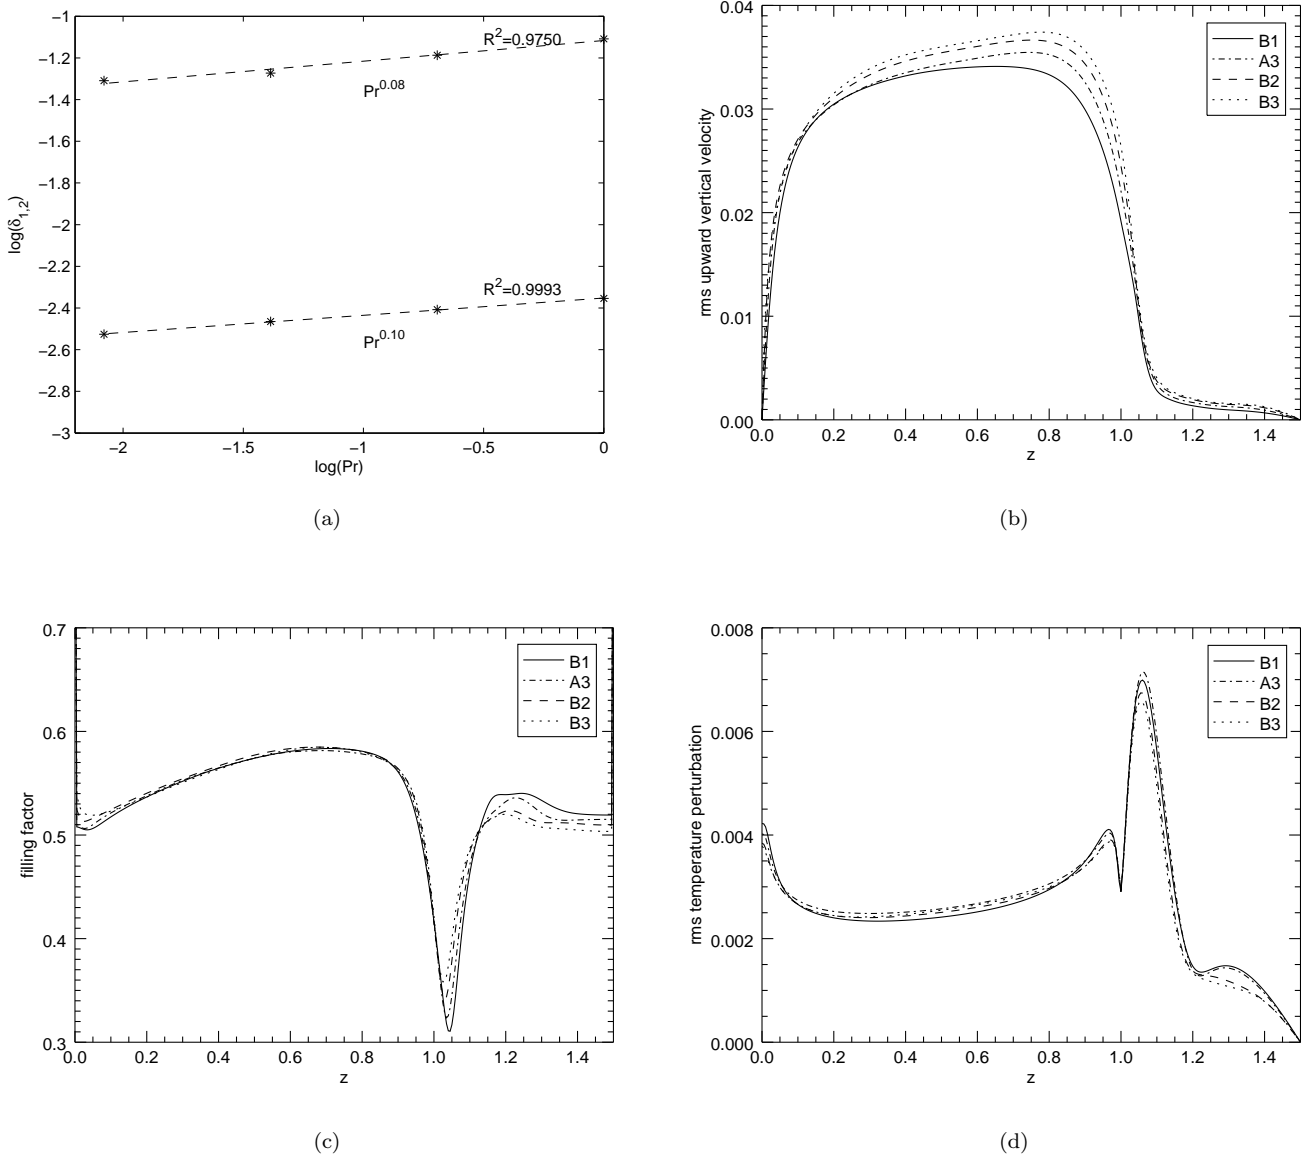 −1
−1.2
−1.4
−1.6
−1.8
−2
−2.2
−2.4
−2.6
−2.8
−3
log(δ1,2)
R2=0.9750
Pr0.08
R2=0.9993
Pr0.10
−2
−1.5
−1
−0.5
0
log(Pr)
(a)
0.04
0.03
0.02
0.01
0.00
rms upward vertical velocity
B1
A3
B2
B3
0.0
0.2
0.4
0.6
0.8
1.0
1.2
1.4
z
(b)
0.7
0.6
0.5
0.4
0.3
filling factor
B1
A3
B2
B3
0.0
0.2
0.4
0.6
0.8
1.0
1.2
1.4
z
(c)
0.008
0.006
0.004
0.002
0.000
rms temperature perturbation
B1
A3
B2
B3
0.0
0.2
0.4
0.6
0.8
1.0
1.2
1.4
z
(d)